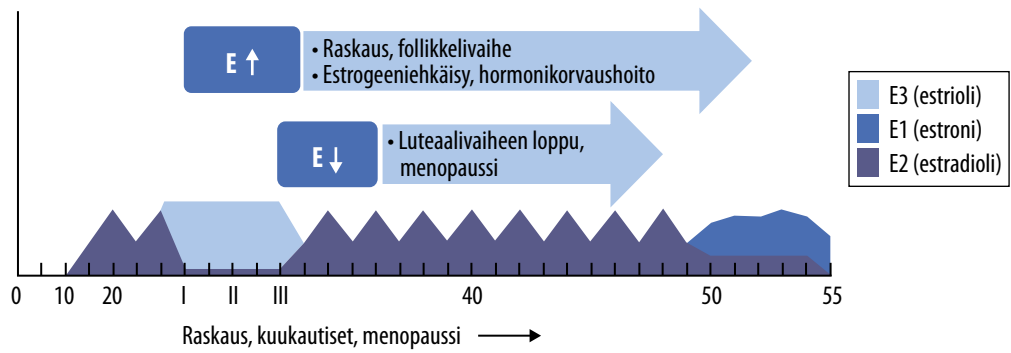 E ↑
• Raskaus, follikkelivaihe
• Estrogeeniehkäisy, hormonikorvaushoito
E ↓
• Luteaalivaiheen loppu,
menopaussi
E3 (estrioli)
E1 (estroni)
E2 (estradioli)
0 10 20 I II III 40 50 55
Raskaus, kuukautiset, menopaussi